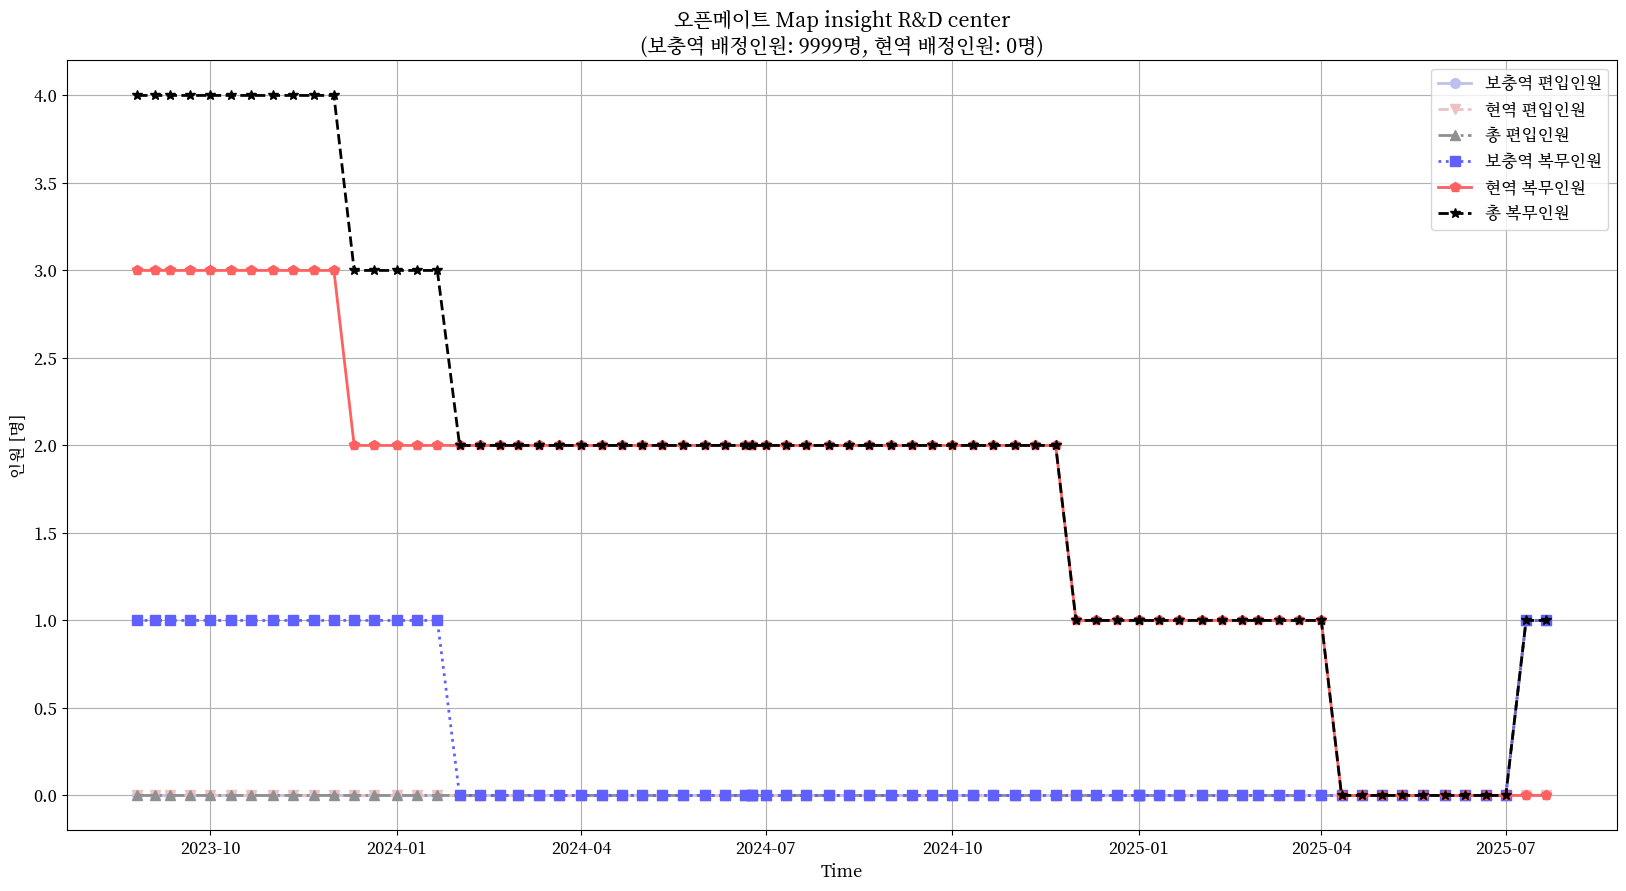 오픈메이트 Map insight R&D center
(보충역 배정인원: 9999명, 현역 배정인원: 0명)
보충역 편입인원
현역 편입인원
총 편입인원
보충역 복무인원
현역 복무인원
총 복무인원
인원 [명]
4.0
3.5
3.0
2.5
2.0
1.5
1.0
0.5
0.0
2023-10
2024-01
2024-04
2024-07
2024-10
2025-01
2025-04
2025-07
Time